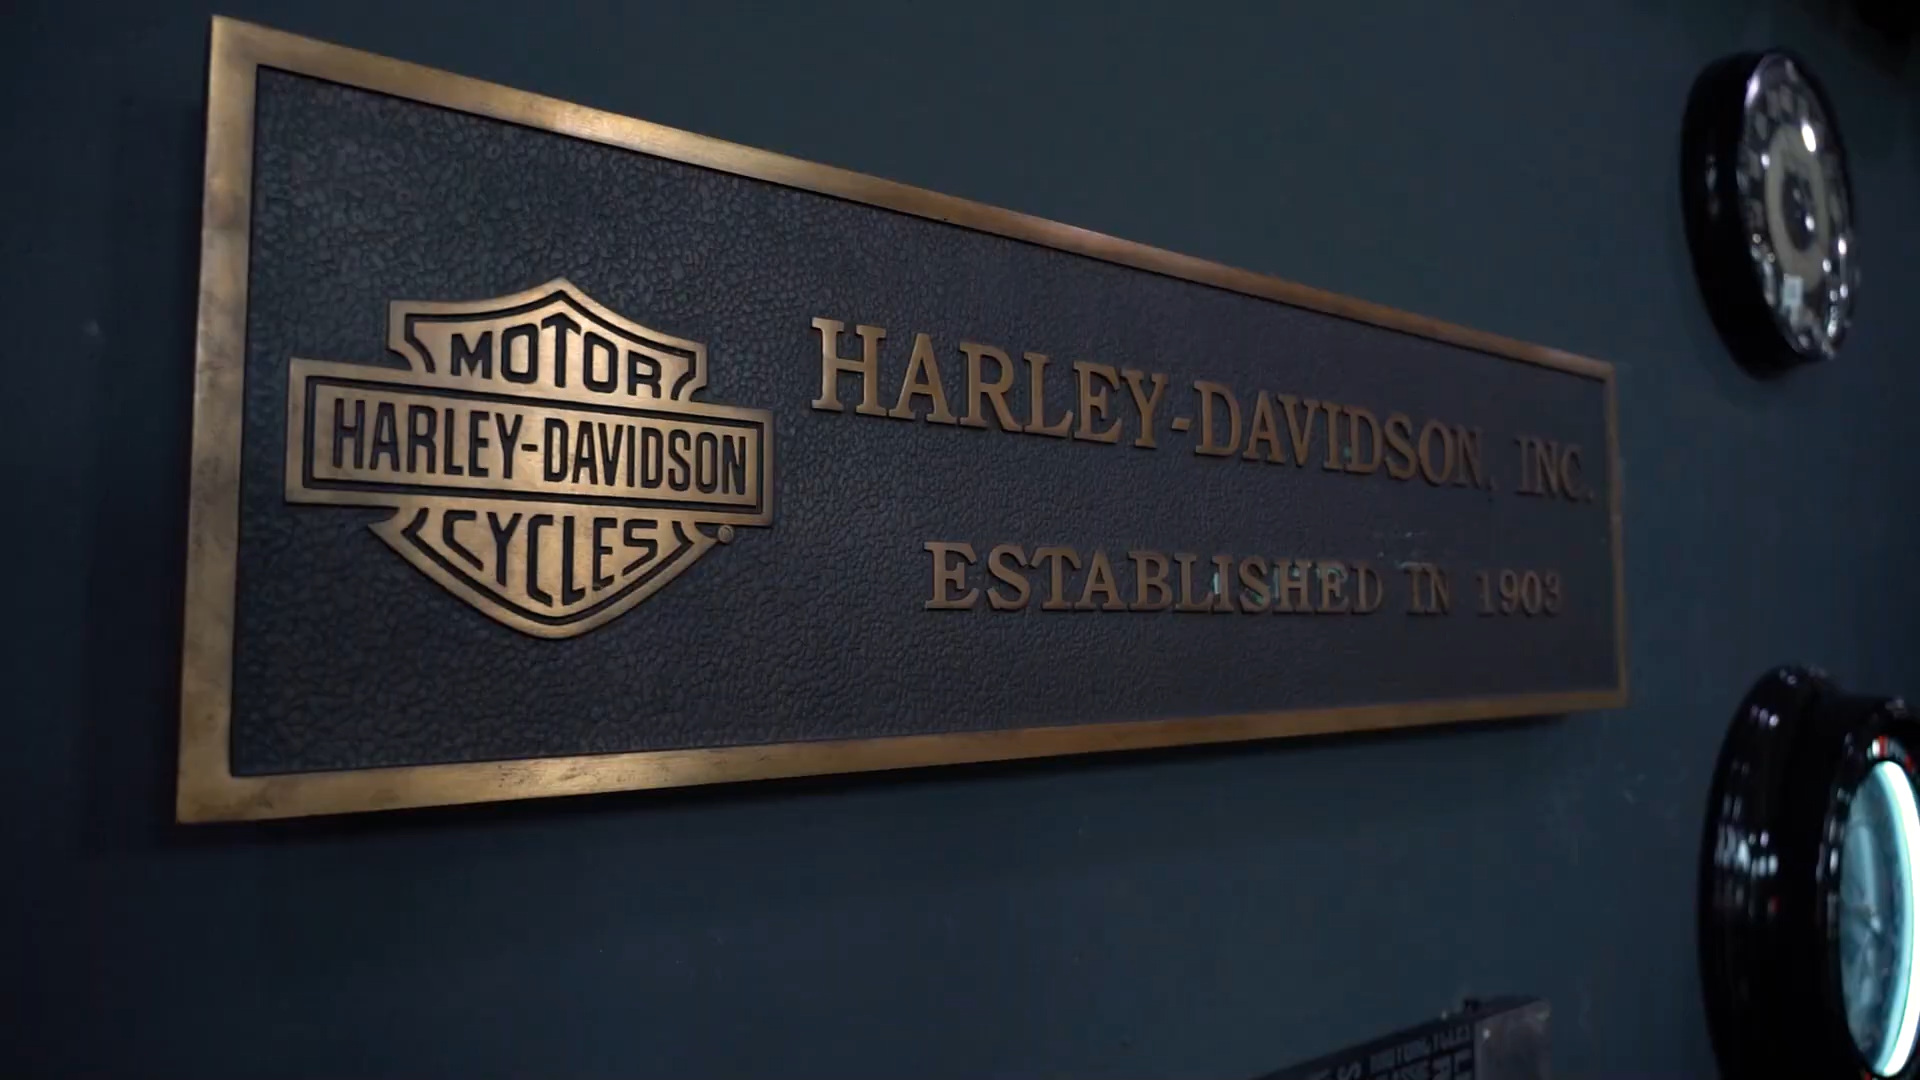 MOTOR
HARLEY-DAVIDSON
CYCLES
®
HARLEY-DAVIDSON, INC.
ESTABLISHED IN 1903